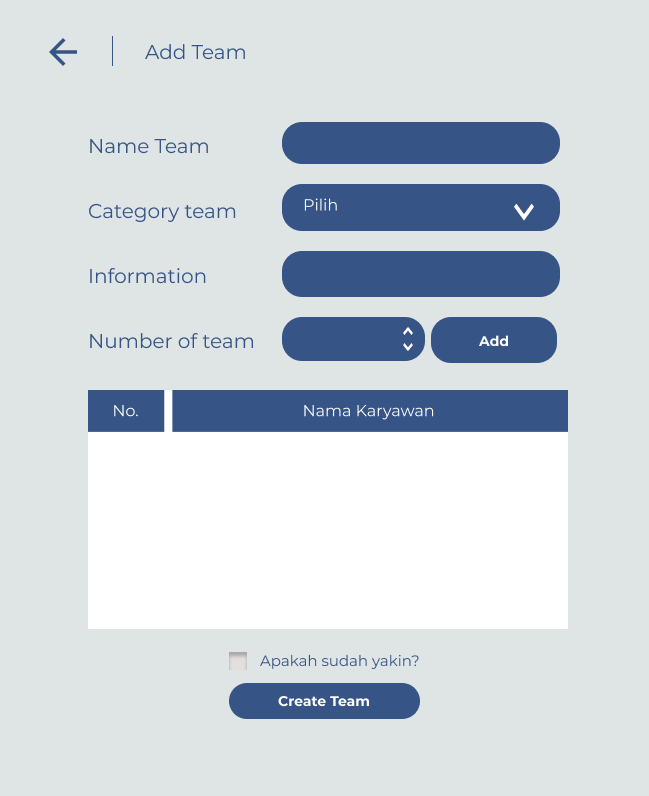 Add Team
Name Team
Category team
Pilih
Information
Number of team
Add
No.
Nama Karyawan
Apakah sudah yakin?
Create Team